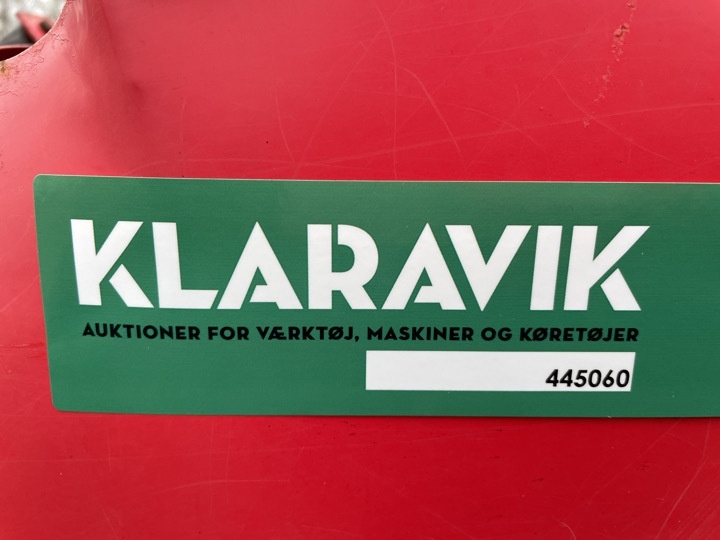 KLARAVIK
AUKTIONER FOR VÆRKTØJ, MASKINER OG KØRETØJER
445060